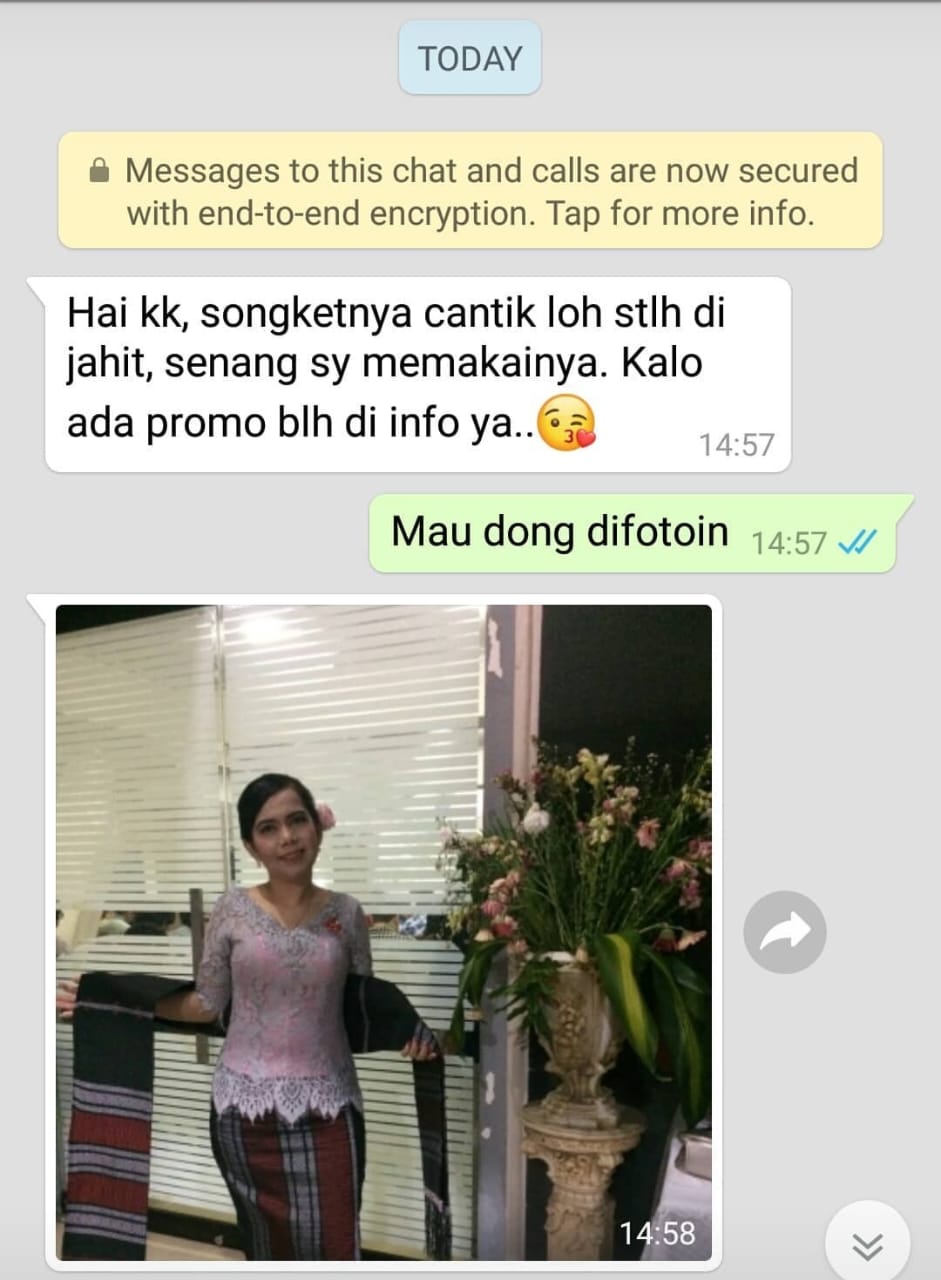 TODAY
Messages to this chat and calls are now secured
with end-to-end encryption. Tap for more info.
Hai kk, songketnya cantik loh stlh di
jahit, senang sy memakainya. Kalo
ada promo blh di info ya..😘
14:57
Mau dong difotoin 14:57
14:58